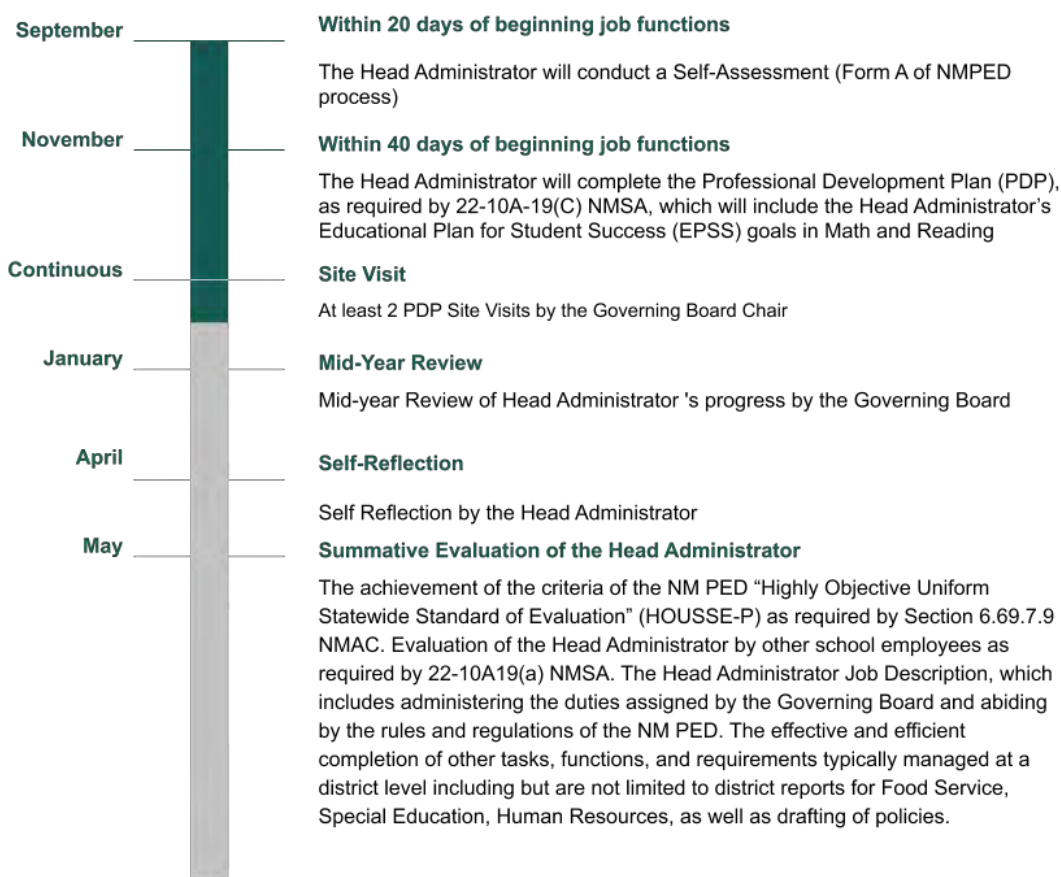 September
Within 20 days of beginning job functions
The Head Administrator will conduct a Self-Assessment (Form A of NMPED
process)
November
Within 40 days of beginning job functions
The Head Administrator will complete the Professional Development Plan (PDP),
as required by 22-10A-19(C) NMSA, which will include the Head Administrator’s
Educational Plan for Student Success (EPSS) goals in Math and Reading
Continuous
Site Visit
At least 2 PDP Site Visits by the Governing Board Chair
January
Mid-Year Review
Mid-year Review of Head Administrator 's progress by the Governing Board
April
Self-Reflection
Self Reflection by the Head Administrator
May
Summative Evaluation of the Head Administrator
The achievement of the criteria of the NM PED “Highly Objective Uniform
Statewide Standard of Evaluation” (HOUSSE-P) as required by Section 6.69.7.9
NMAC. Evaluation of the Head Administrator by other school employees as
required by 22-10A19(a) NMSA. The Head Administrator Job Description, which
includes administering the duties assigned by the Governing Board and abiding
by the rules and regulations of the NM PED. The effective and efficient
completion of other tasks, functions, and requirements typically managed at a
district level including but are not limited to district reports for Food Service,
Special Education, Human Resources, as well as drafting of policies.